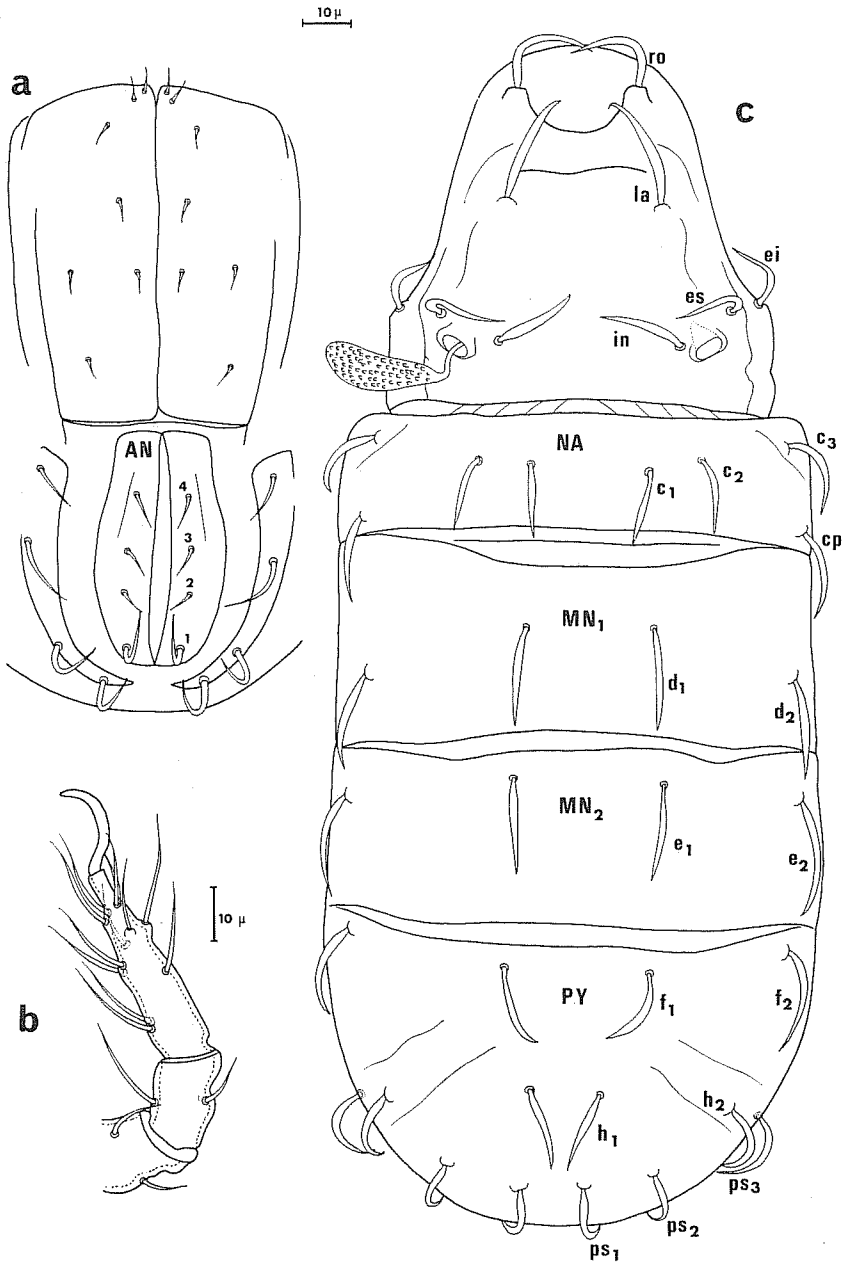 10 μ
a
ro
c
la
ei
es
in
AN
4
3
2
1
NA
c3
c1
c2
cp
MN1
d1
d2
MN2
e1
e2
10 μ
b
PY
f1
f2
h2
h1
ps3
ps2
ps1